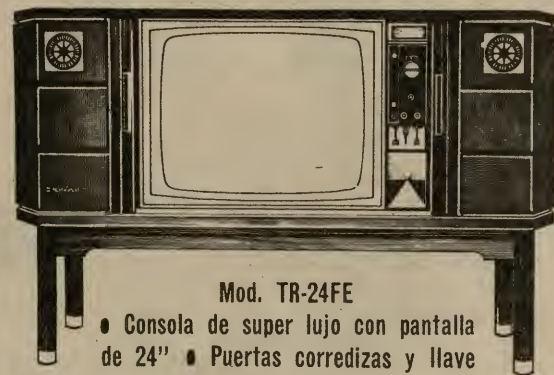 Mod. TR-24FE
• Consola de super lujo con pantalla
de 24" • Puertas corredizas y llave